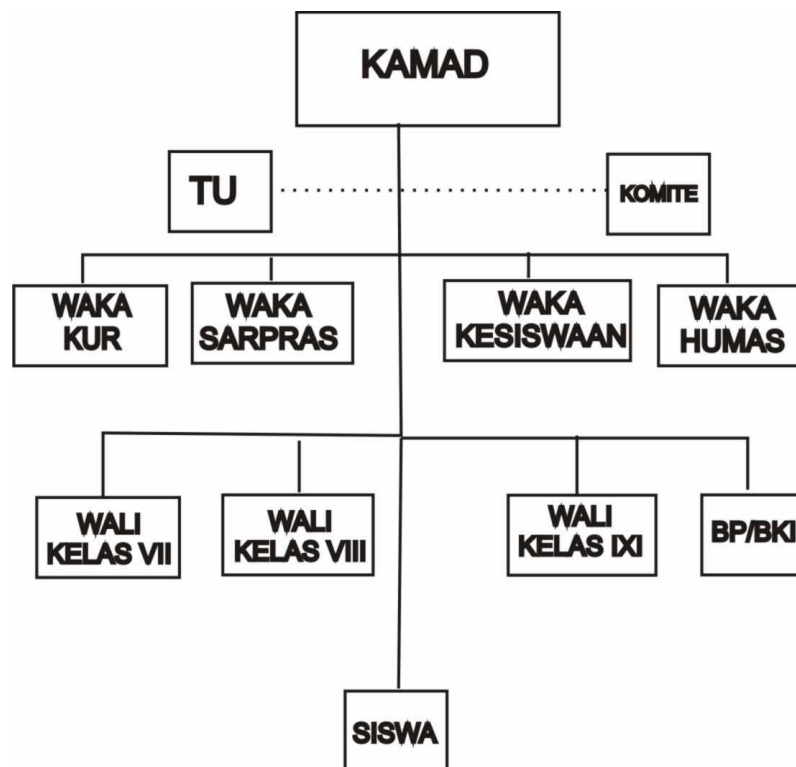 KAMAD
TU
KOMITE
WAKA
KUR
WAKA
SARPRAS
WAKA
KESISWAAN
WAKA
HUMAS
WALI
KELAS VII
WALI
KELAS VIII
WALI
KELAS IXI
BP/BKI
SISWA